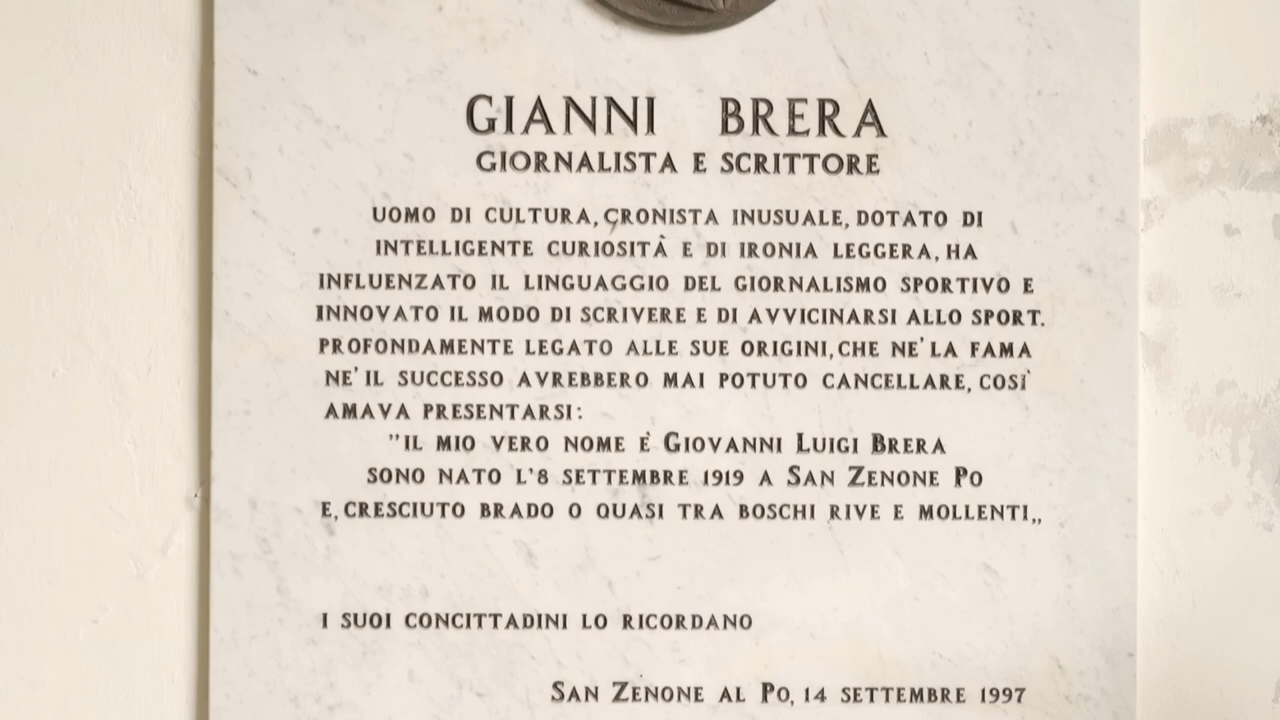 GIANNI BRERA
GIORNALISTA E SCRITTORE
UOMO DI CULTURA, CRONISTA INUSUALE, DOTATO DI
INTELLIGENTE CURIOSITÀ E DI IRONIA LEGGERA, HA
INFLUENZATO IL LINGUAGGIO DEL GIORNALISMO SPORTIVO E
INNOVATO IL MODO DI SCRIVERE E DI AVVICINARSI ALLO SPORT.
PROFONDAMENTE LEGATO ALLE SUE ORIGINI, CHE NE' LA FAMA
NE' IL SUCCESSO AVREBBERO MAI POTUTO CANCELLARE, COSÌ
AMAVA PRESENTARSI:
"IL MIO VERO NOME È GIOVANNI LUIGI BRERA
SONO NATO L'8 SETTEMBRE 1919 A SAN ZENONE PO
E, CRESCIUTO BRADO O QUASI TRA BOSCHI RIVE E MOLLENTI„
I SUOI CONCITTADINI LO RICORDANO
SAN ZENONE AL PO, 14 SETTEMBRE 1997